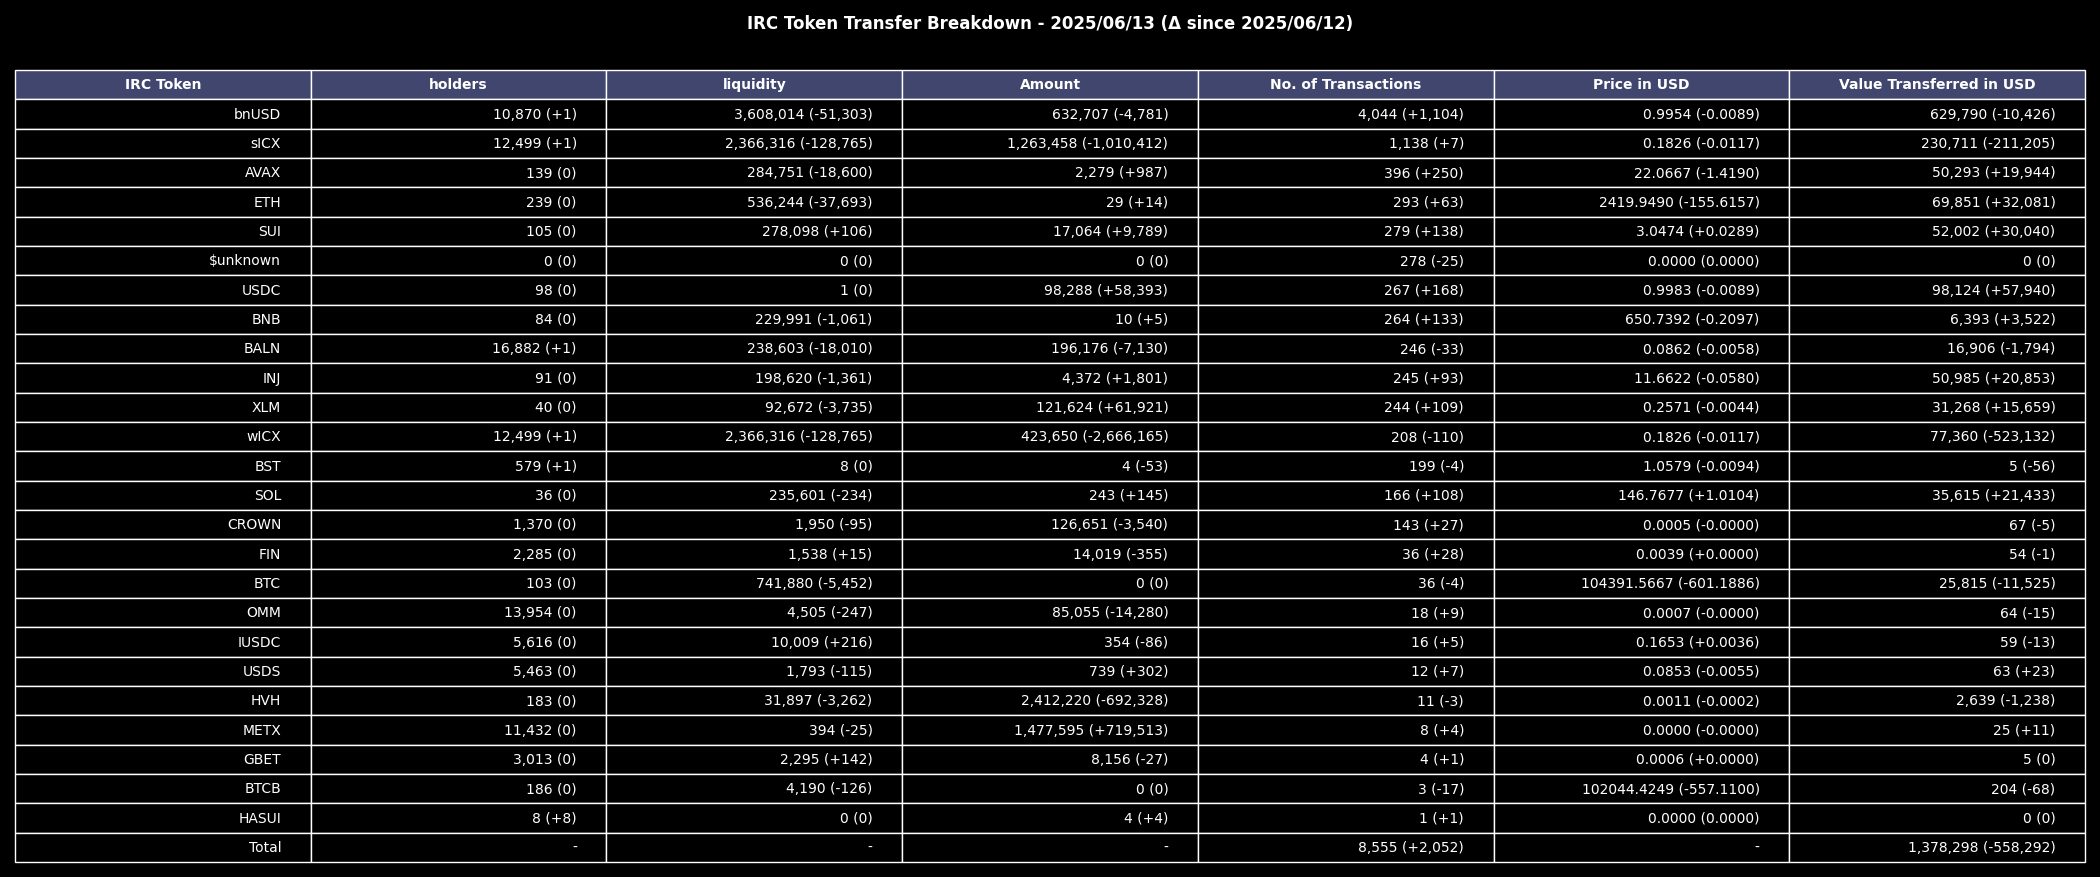 IRC Token Transfer Breakdown - 2025/06/13 (Δ since 2025/06/12)
IRC Token holders liquidity Amount No. of Transactions Price in USD Value Transferred in USD
bnUSD 10,870 (+1) 3,608,014 (-51,303) 632,707 (-4,781) 4,044 (+1,104) 0.9954 (-0.0089) 629,790 (-10,426)
sICX 12,499 (+1) 2,366,316 (-128,765) 1,263,458 (-1,010,412) 1,138 (+7) 0.1826 (-0.0117) 230,711 (-211,205)
AVAX 139 (0) 284,751 (-18,600) 2,279 (+987) 396 (+250) 22.0667 (-1.4190) 50,293 (+19,944)
ETH 239 (0) 536,244 (-37,693) 29 (+14) 293 (+63) 2419.9490 (-155.6157) 69,851 (+32,081)
SUI 105 (0) 278,098 (+106) 17,064 (+9,789) 279 (+138) 3.0474 (+0.0289) 52,002 (+30,040)
$unknown 0 (0) 0 (0) 0 (0) 278 (-25) 0.0000 (0.0000) 0 (0)
USDC 98 (0) 1 (0) 98,288 (+58,393) 267 (+168) 0.9983 (-0.0089) 98,124 (+57,940)
BNB 84 (0) 229,991 (-1,061) 10 (+5) 264 (+133) 650.7392 (-0.2097) 6,393 (+3,522)
BALN 16,882 (+1) 238,603 (-18,010) 196,176 (-7,130) 246 (-33) 0.0862 (-0.0058) 16,906 (-1,794)
INJ 91 (0) 198,620 (-1,361) 4,372 (+1,801) 245 (+93) 11.6622 (-0.0580) 50,985 (+20,853)
XLM 40 (0) 92,672 (-3,735) 121,624 (+61,921) 244 (+109) 0.2571 (-0.0044) 31,268 (+15,659)
wICX 12,499 (+1) 2,366,316 (-128,765) 423,650 (-2,666,165) 208 (-110) 0.1826 (-0.0117) 77,360 (-523,132)
BST 579 (+1) 8 (0) 4 (-53) 199 (-4) 1.0579 (-0.0094) 5 (-56)
SOL 36 (0) 235,601 (-234) 243 (+145) 166 (+108) 146.7677 (+1.0104) 35,615 (+21,433)
CROWN 1,370 (0) 1,950 (-95) 126,651 (-3,540) 143 (+27) 0.0005 (-0.0000) 67 (-5)
FIN 2,285 (0) 1,538 (+15) 14,019 (-355) 36 (+28) 0.0039 (+0.0000) 54 (-1)
BTC 103 (0) 741,880 (-5,452) 0 (0) 36 (-4) 104391.5667 (-601.1886) 25,815 (-11,525)
OMM 13,954 (0) 4,505 (-247) 85,055 (-14,280) 18 (+9) 0.0007 (-0.0000) 64 (-15)
IUSDC 5,616 (0) 10,009 (+216) 354 (-86) 16 (+5) 0.1653 (+0.0036) 59 (-13)
USDS 5,463 (0) 1,793 (-115) 739 (+302) 12 (+7) 0.0853 (-0.0055) 63 (+23)
HVH 183 (0) 31,897 (-3,262) 2,412,220 (-692,328) 11 (-3) 0.0011 (-0.0002) 2,639 (-1,238)
METX 11,432 (0) 394 (-25) 1,477,595 (+719,513) 8 (+4) 0.0000 (-0.0000) 25 (+11)
GBET 3,013 (0) 2,295 (+142) 8,156 (-27) 4 (+1) 0.0006 (+0.0000) 5 (0)
BTCB 186 (0) 4,190 (-126) 0 (0) 3 (-17) 102044.4249 (-557.1100) 204 (-68)
HASUI 8 (+8) 0 (0) 4 (+4) 1 (+1) 0.0000 (0.0000) 0 (0)
Total - - - 8,555 (+2,052) - 1,378,298 (-558,292)